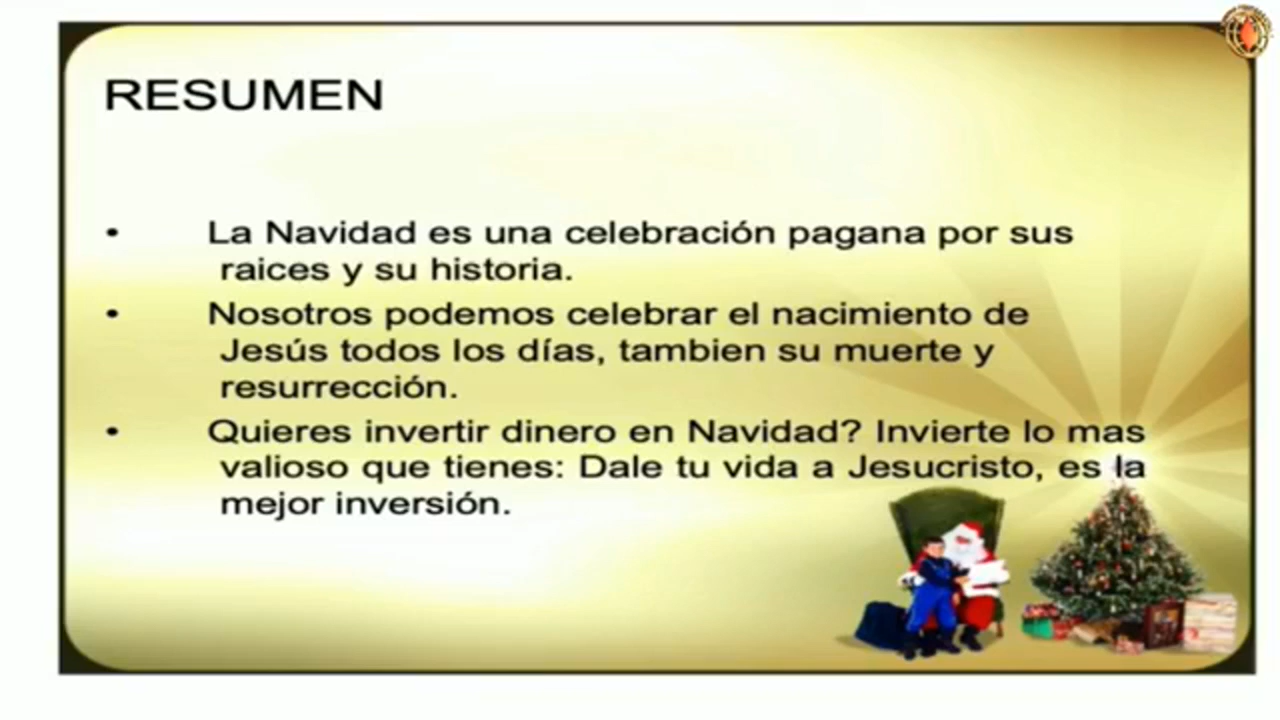 RESUMEN
• La Navidad es una celebración pagana por sus
raices y su historia.
• Nosotros podemos celebrar el nacimiento de
Jesús todos los días, tambien su muerte y
resurrección.
• Quieres invertir dinero en Navidad? Invierte lo mas
valioso que tienes: Dale tu vida a Jesucristo, es la
mejor inversión.